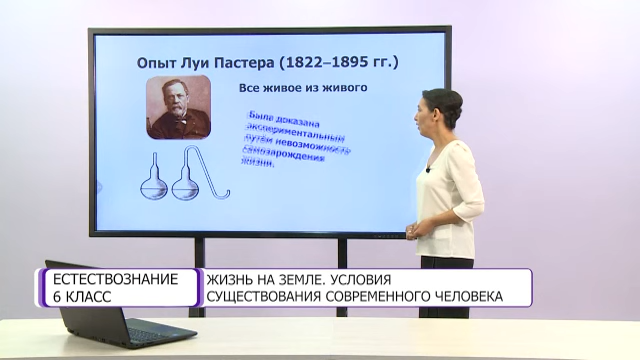 Опыт Луи Пастера (1822–1895 гг.)
Все живое из живого
Была доказана
экспериментальным
путём невозможность
самозарождения
жизни.
ЕСТЕСТВОЗНАНИЕ
6 КЛАСС
ЖИЗНЬ НА ЗЕМЛЕ. УСЛОВИЯ
СУЩЕСТВОВАНИЯ СОВРЕМЕННОГО ЧЕЛОВЕКА